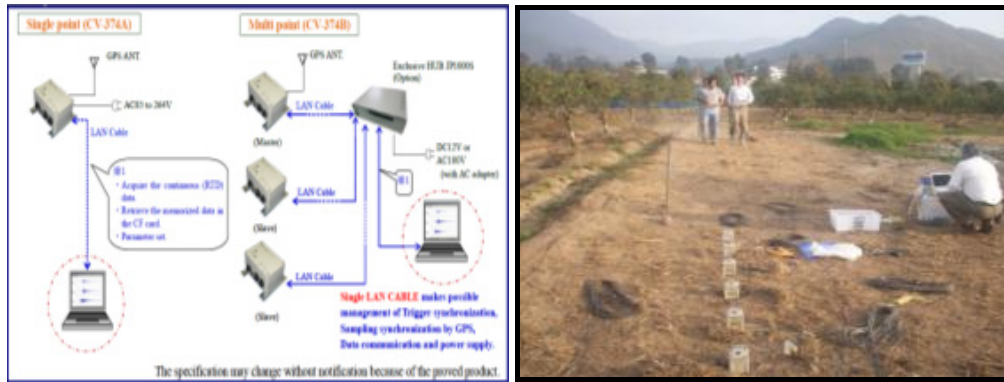 Single point (CV-374A)
GPS ANT.
AC85 to 264V
LAN Cable
※1
・ Acquire the continuous (RTD)
data
・ Retrieve the memorized data in
the CF card.
・ Parameter set
Multi point (CV-374B)
GPS ANT.
Exclusive HUB JP1000S
(Option)
LAN Cable
(Master)
DC12V or
AC100V
(with AC adapter)
※1
LAN Cable
(Slave)
LAN Cable
(Slave)
Single LAN CABLE makes possible
management of Trigger synchronization,
Sampling synchronization by GPS,
Data communication and power supply.
The specification may change without notification because of the proved product.